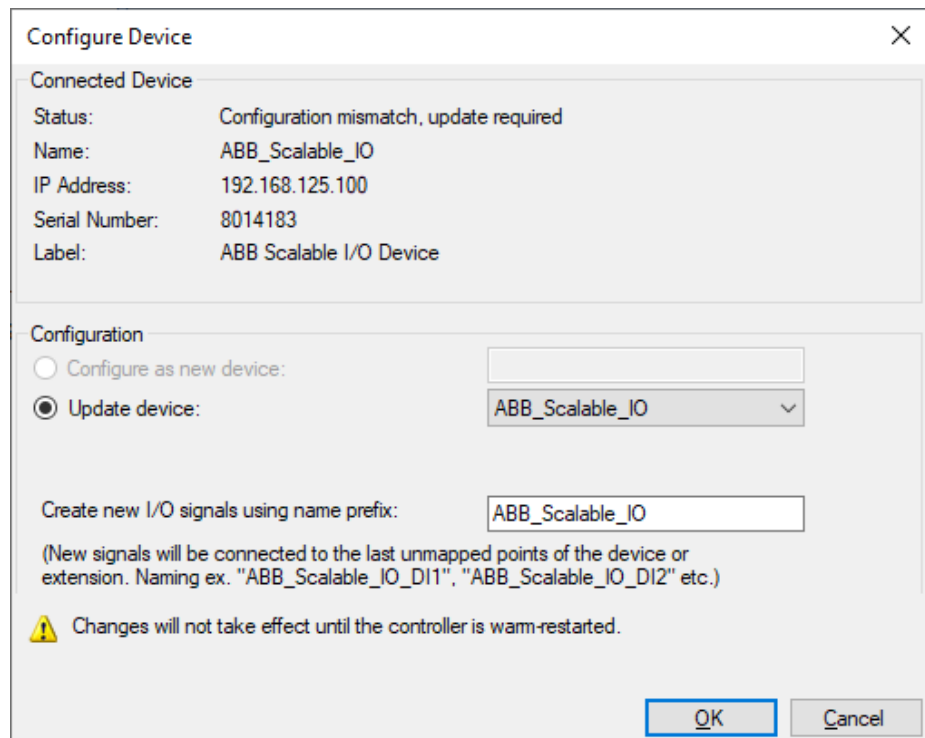 Configure Device
Connected Device
Status: Configuration mismatch, update required
Name: ABB_Scalable_IO
IP Address: 192.168.125.100
Serial Number: 8014183
Label: ABB Scalable I/O Device
Configuration
Configure as new device:
Update device: ABB_Scalable_IO
Create new I/O signals using name prefix: ABB_Scalable_IO
(New signals will be connected to the last unmapped points of the device or
extension. Naming ex. "ABB_Scalable_IO_DI1", "ABB_Scalable_IO_DI2" etc.)
Changes will not take effect until the controller is warm-restarted.
OK Cancel